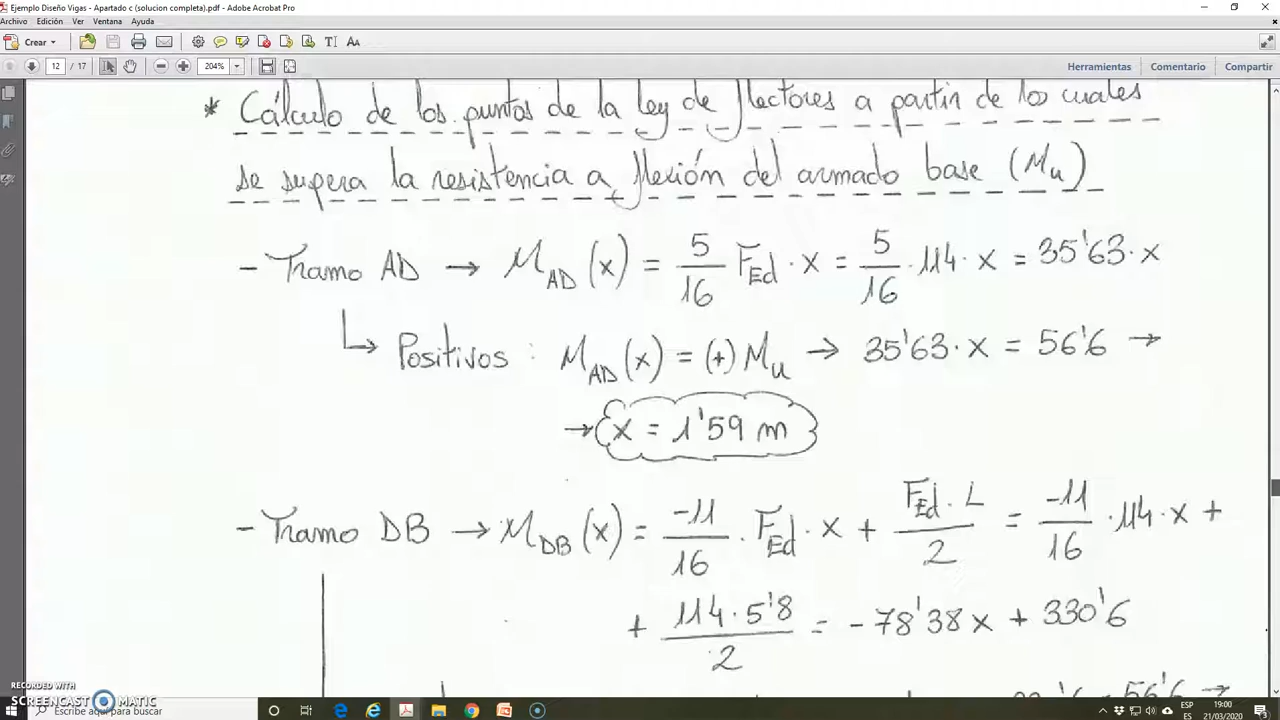 Ejemplo Diseño Vigas - Apartado c (solucion completa).pdf - Adobe Acrobat Pro
Archivo Edición Ver Ventana Ayuda
Crear
12 / 17 204% Herramientas Comentario Compartir
* Cálculo de los puntos de la ley de flectores a partir de los cuales
se supera la resistencia a flexión del armado base (Mu)
- Tramo AD → M_AD(x) = 5/16 F_Ed · x = 5/16 · 114 · x = 35'63 · x
↳ Positivos : M_AD(x) = (+) Mu → 35'63 · x = 56'6 →
→ x = 1'59 m
- Tramo DB → M_DB(x) = -11/16 · F_Ed · x + F_Ed · L/2 = -11/16 · 114 · x +
+ 114 · 5'8/2 = - 78'38 x + 330'6
56'6 →
RECORDED WITH
SCREENCAST MATIC
Escribe aquí para buscar
ESP 19:00
ES 21/03/2020